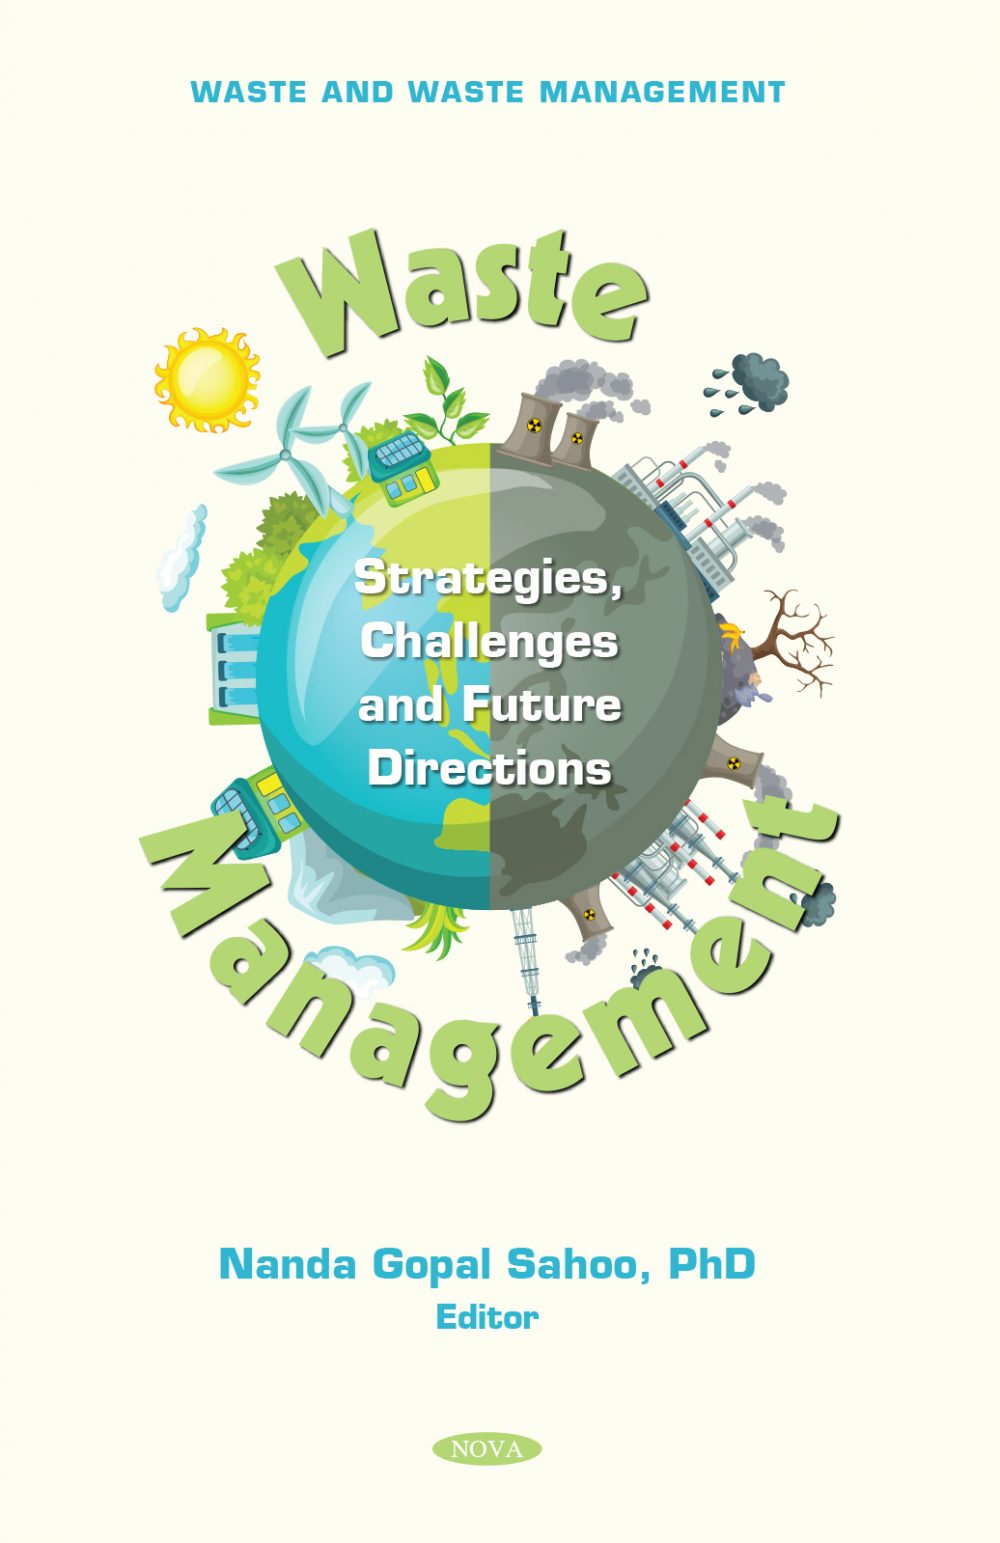 WASTE AND WASTE MANAGEMENT
Waste
Strategies,
Challenges
and Future
Directions
Management
Nanda Gopal Sahoo, PhD
Editor
NOVA